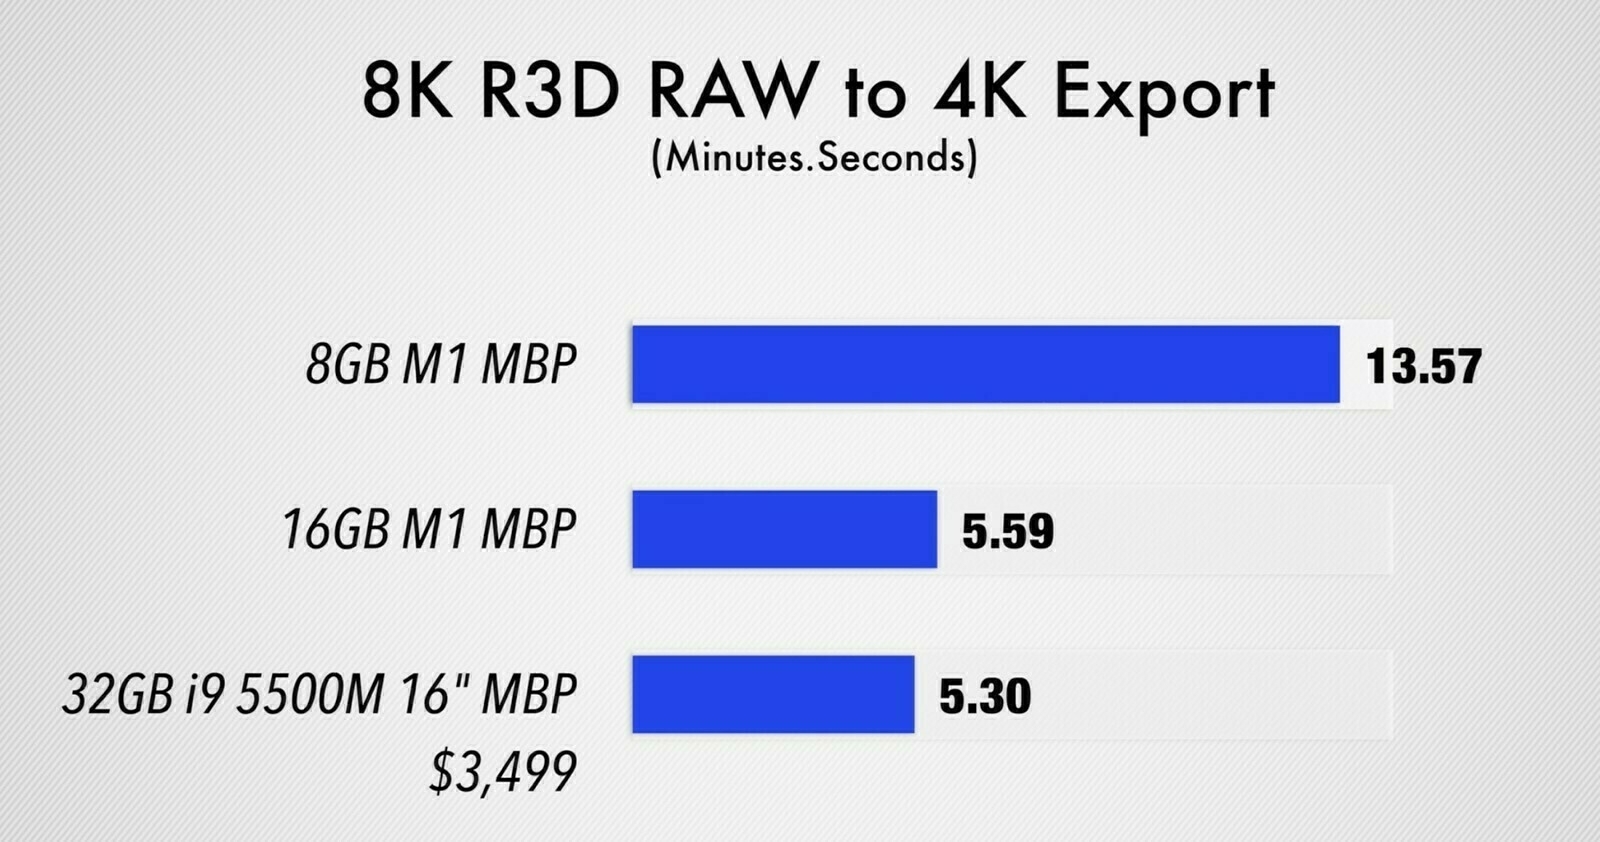 8K R3D RAW to 4K Export
(Minutes.Seconds)
8GB M1 MBP 13.57
16GB M1 MBP 5.59
32GB i9 5500M 16" MBP 5.30
$3,499